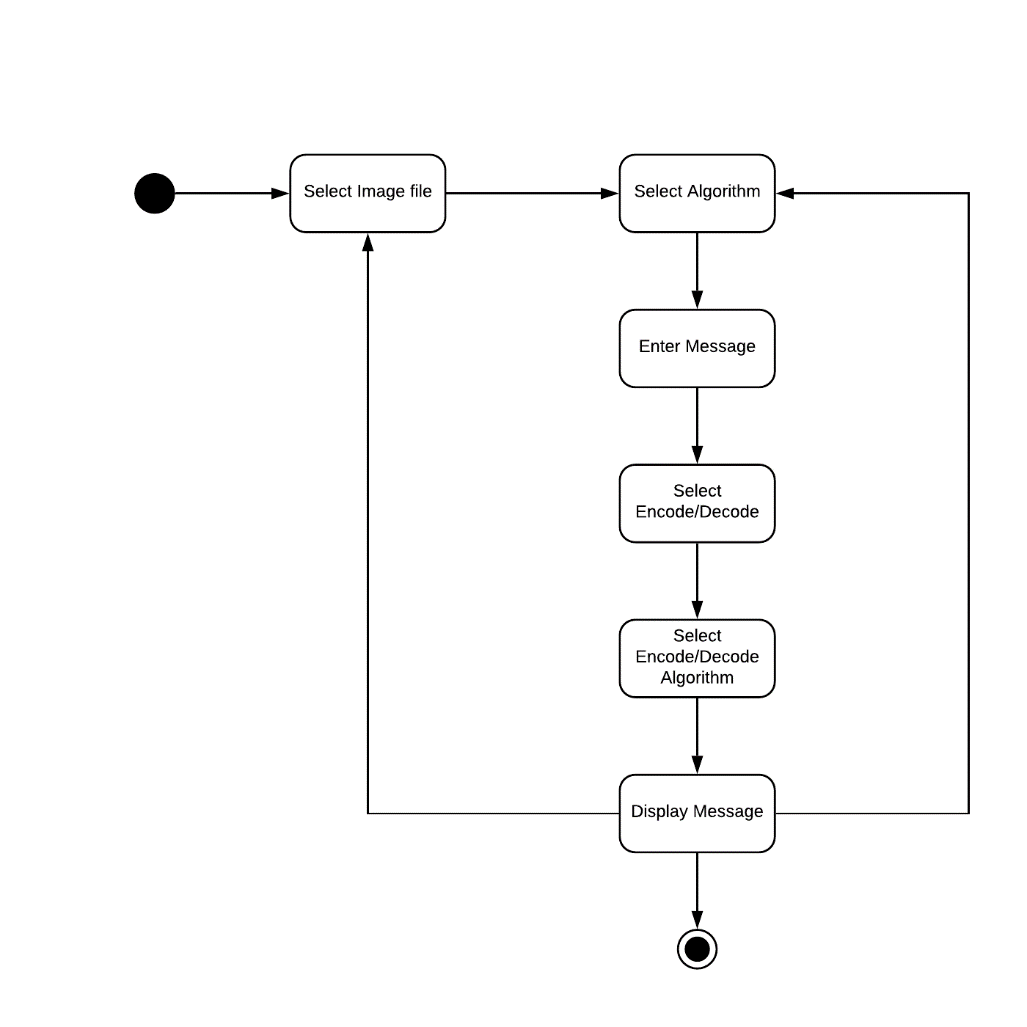 Select Image file
Select Algorithm
Enter Message
Select
Encode/Decode
Select
Encode/Decode
Algorithm
Display Message